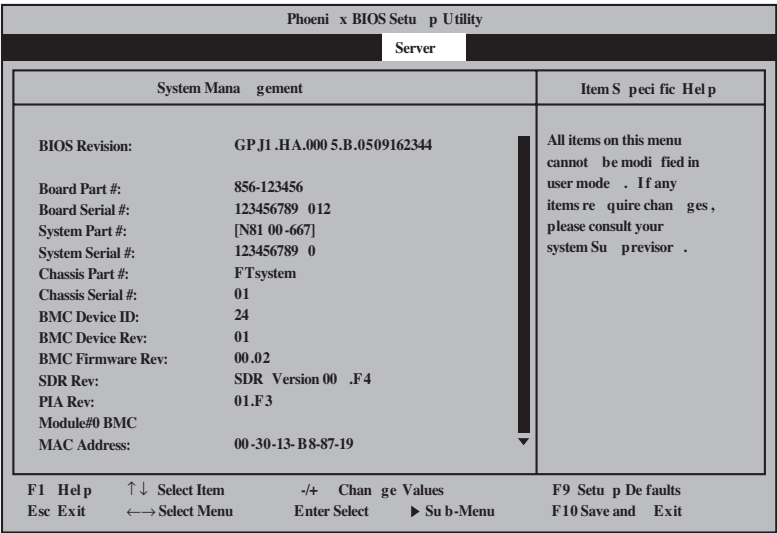 Phoeni x BIOS Setu p Utility
Server
System Mana gement
Item S peci fic Hel p
BIOS Revision: GPJ1.HA.000 5.B.0509162344
Board Part #: 856-123456
Board Serial #: 123456789 012
System Part #: [N81 00-667]
System Serial #: 123456789 0
Chassis Part #: FTsystem
Chassis Serial #: 01
BMC Device ID: 24
BMC Device Rev: 01
BMC Firmware Rev: 00.02
SDR Rev: SDR Version 00 .F4
PIA Rev: 01.F3
Module#0 BMC
MAC Address: 00-30-13-B8-87-19
All items on this menu
cannot be modi fied in
user mode . If any
items re quire chan ges,
please consult your
system Su previsor .
F1 Help ↑↓ Select Item -/+ Chan ge Values F9 Setu p De faults
Esc Exit ←→ Select Menu Enter Select ▶ Su b-Menu F10 Save and Exit